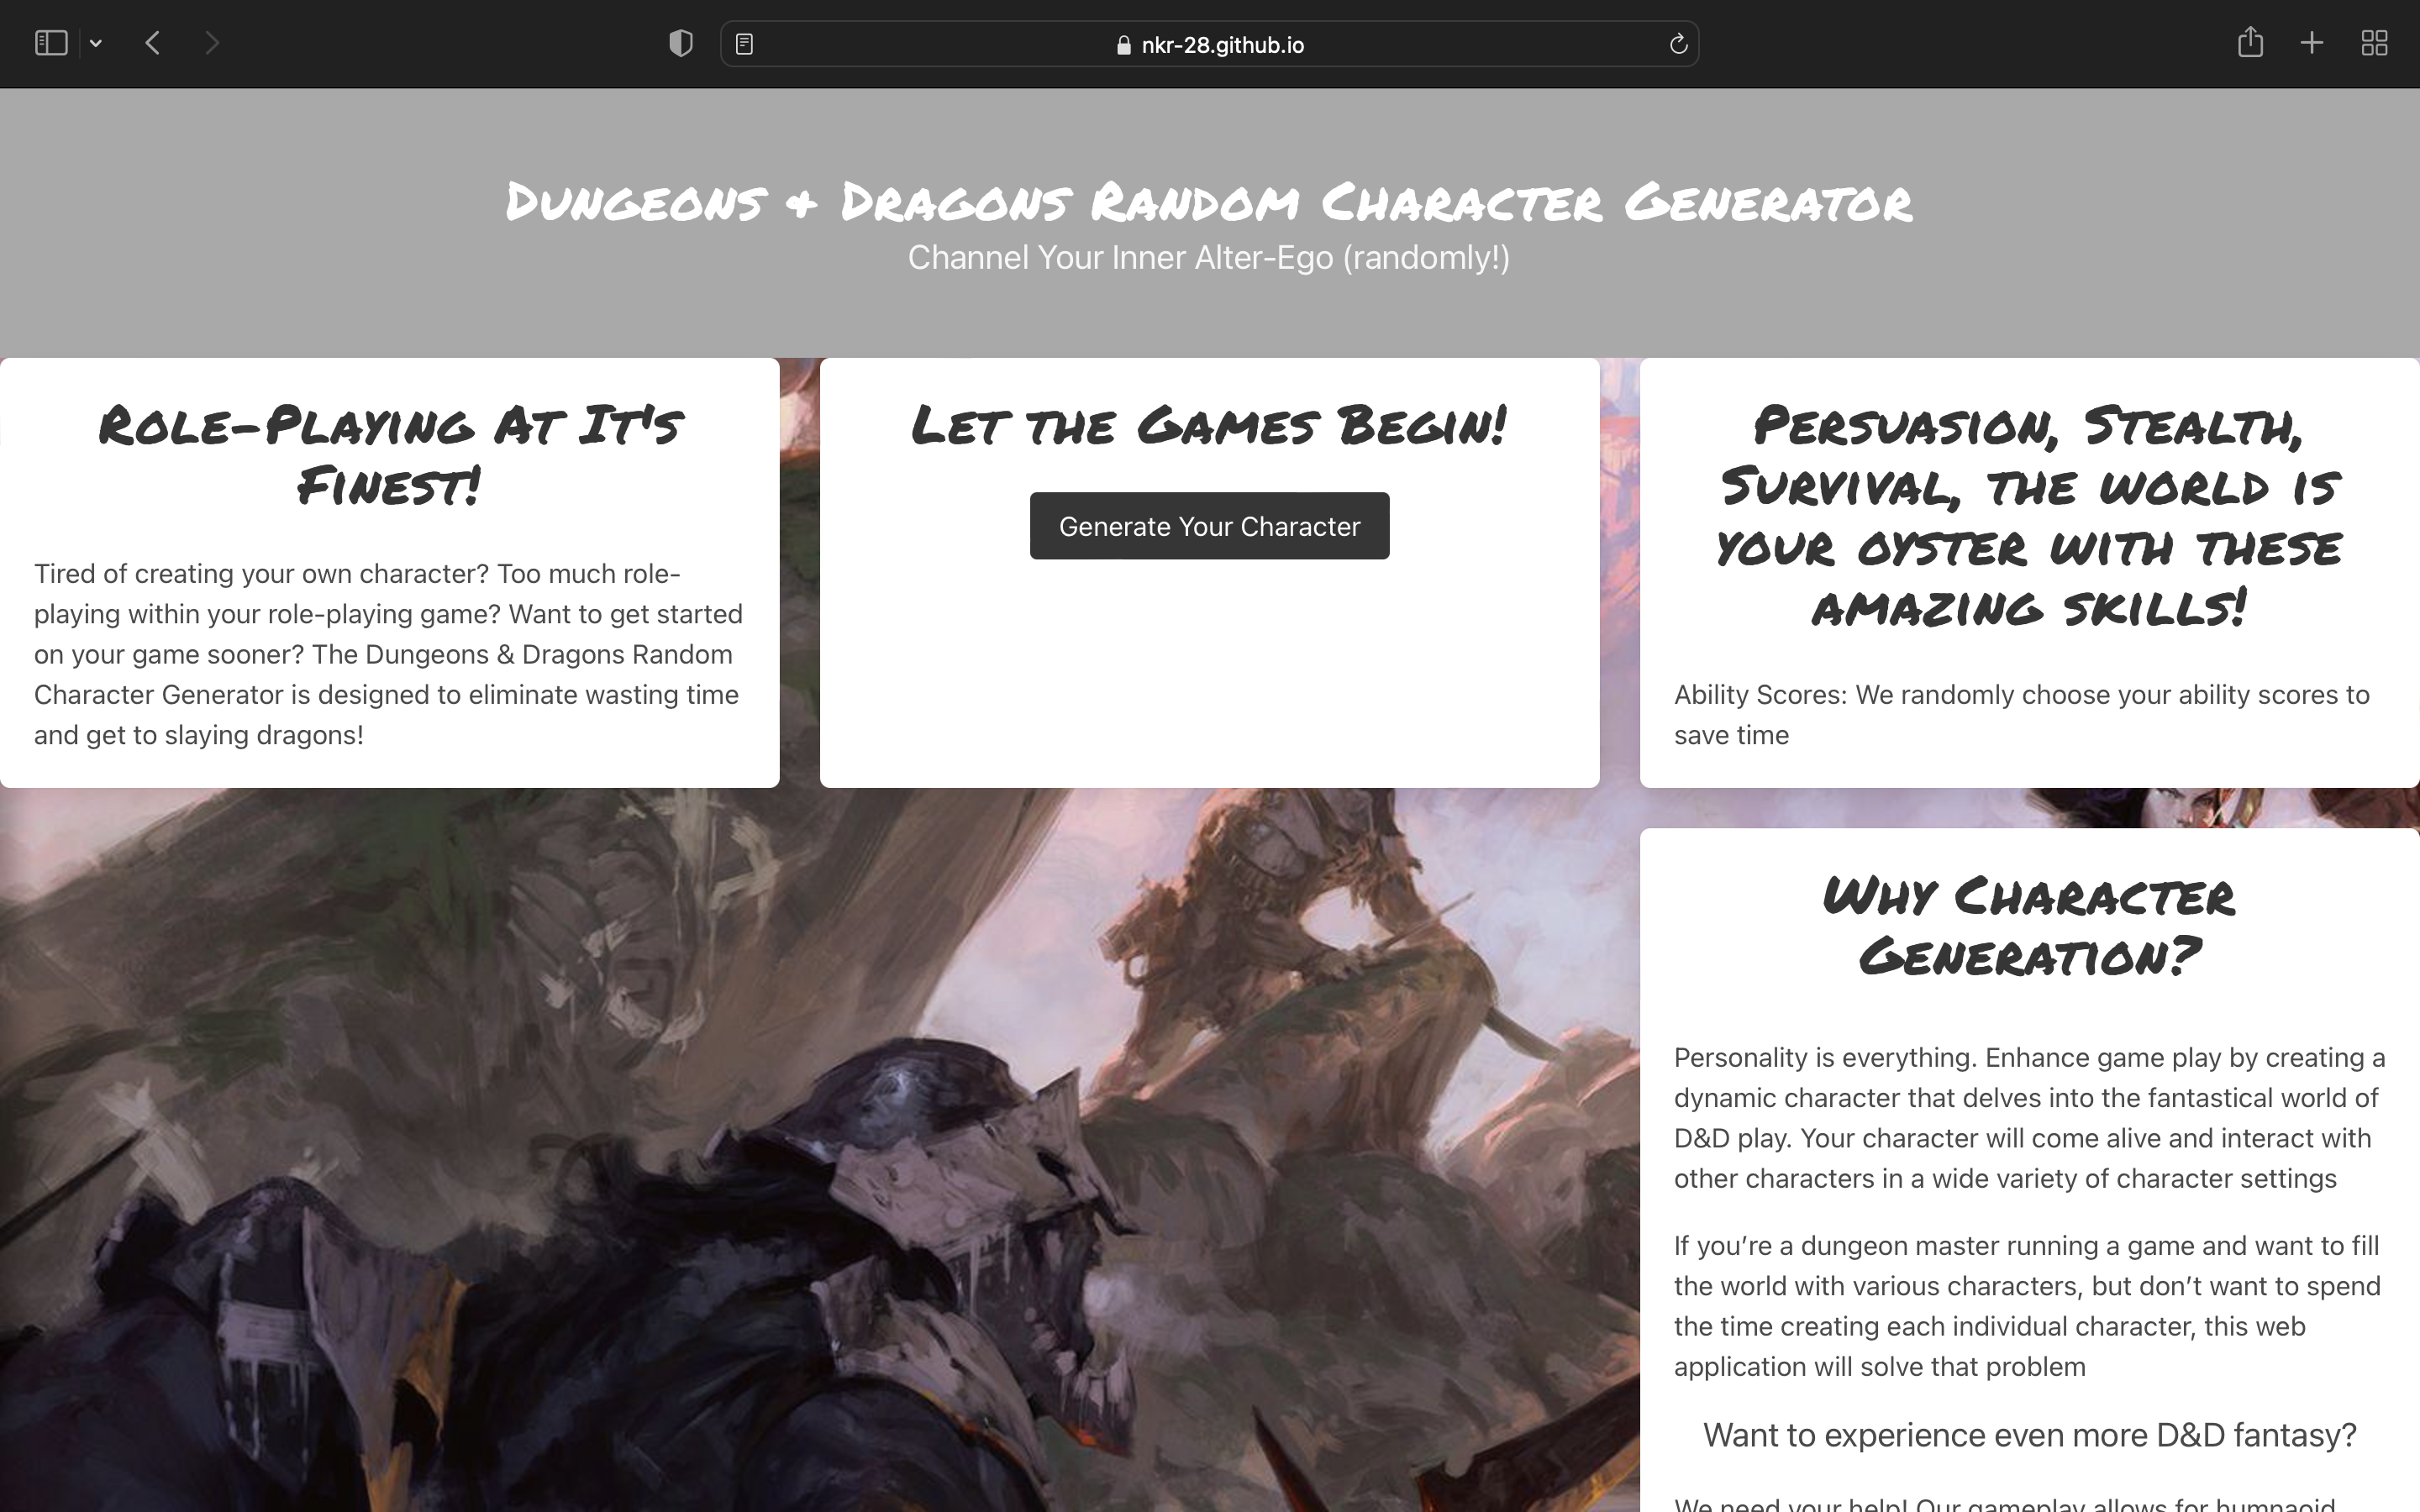 nkr-28.github.io
Dungeons & Dragons Random Character Generator
Channel Your Inner Alter-Ego (randomly!)
Role-Playing At It's
Finest!
Tired of creating your own character? Too much role-
playing within your role-playing game? Want to get started
on your game sooner? The Dungeons & Dragons Random
Character Generator is designed to eliminate wasting time
and get to slaying dragons!
Let the Games Begin!
Generate Your Character
Persuasion, Stealth,
Survival, the world is
your oyster with these
amazing skills!
Ability Scores: We randomly choose your ability scores to
save time
Why Character
Generation?
Personality is everything. Enhance game play by creating a
dynamic character that delves into the fantastical world of
D&D play. Your character will come alive and interact with
other characters in a wide variety of character settings
If you’re a dungeon master running a game and want to fill
the world with various characters, but don’t want to spend
the time creating each individual character, this web
application will solve that problem
Want to experience even more D&D fantasy?
We need your help! Our gameplay allows for humnaoid